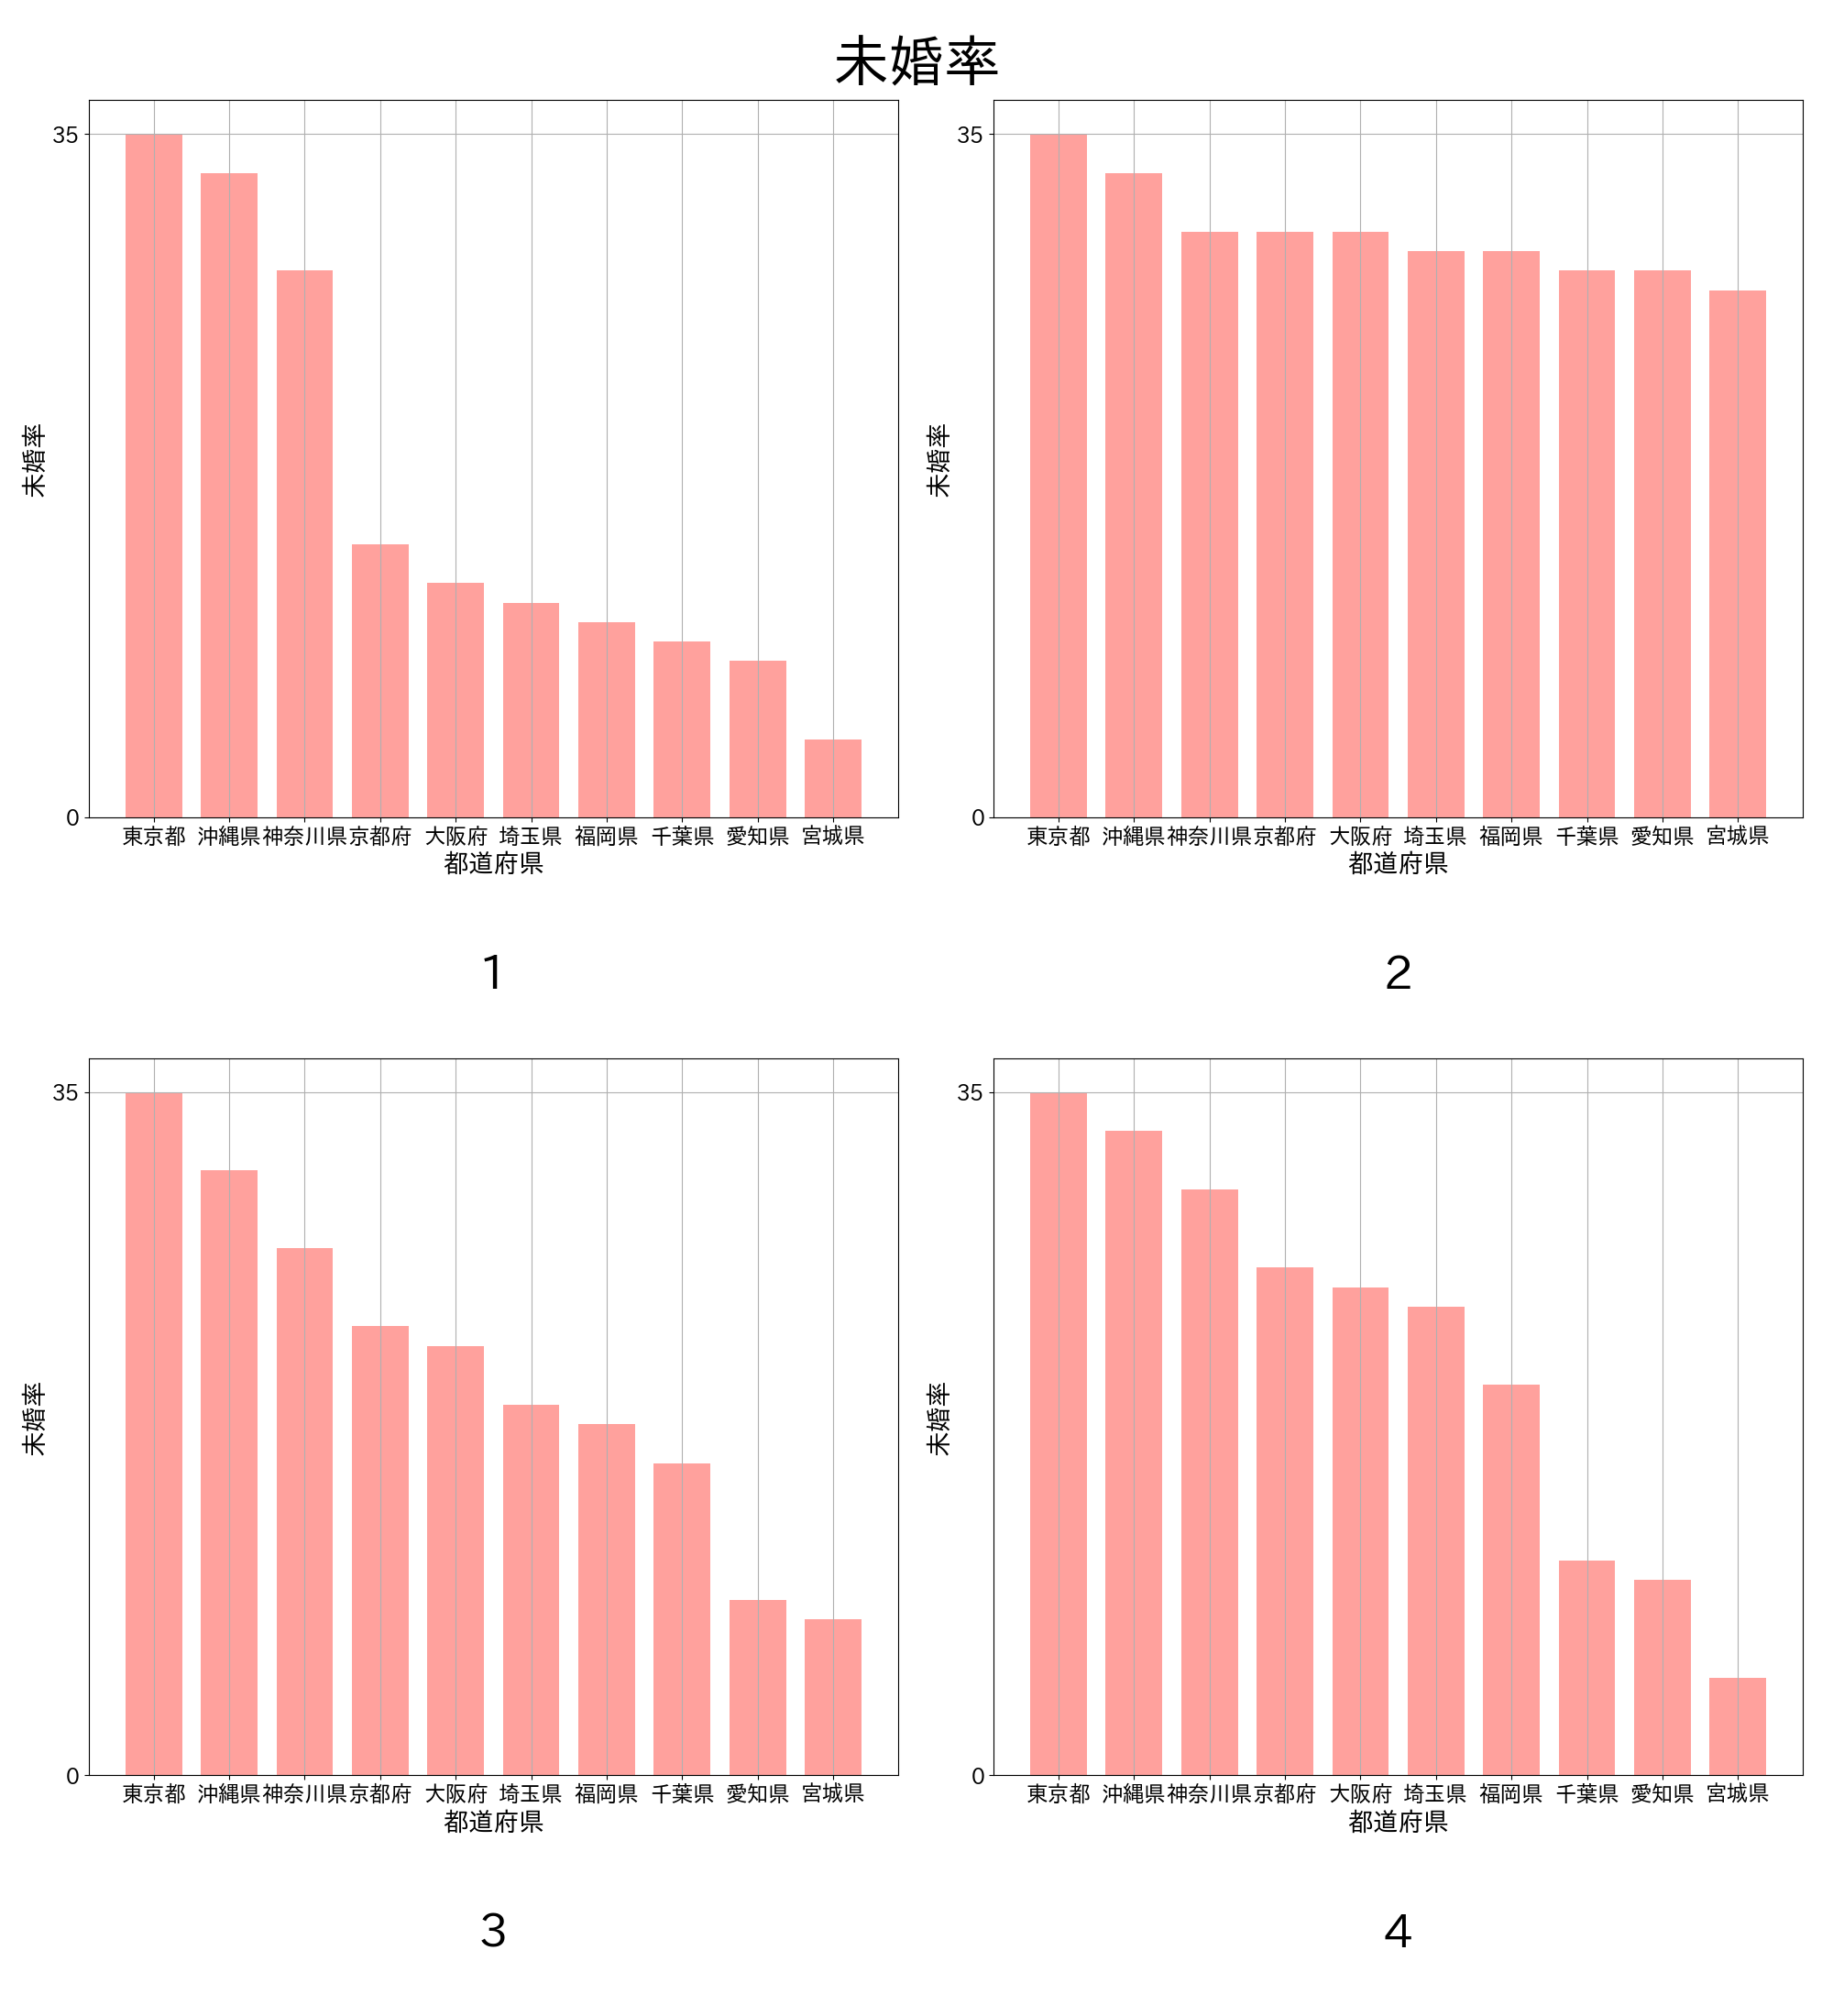 未婚率
35
0
未婚率
東京都 沖縄県 神奈川県 京都府 大阪府 埼玉県 福岡県 千葉県 愛知県 宮城県
都道府県
1
35
0
未婚率
東京都 沖縄県 神奈川県 京都府 大阪府 埼玉県 福岡県 千葉県 愛知県 宮城県
都道府県
2
35
0
未婚率
東京都 沖縄県 神奈川県 京都府 大阪府 埼玉県 福岡県 千葉県 愛知県 宮城県
都道府県
3
35
0
未婚率
東京都 沖縄県 神奈川県 京都府 大阪府 埼玉県 福岡県 千葉県 愛知県 宮城県
都道府県
4